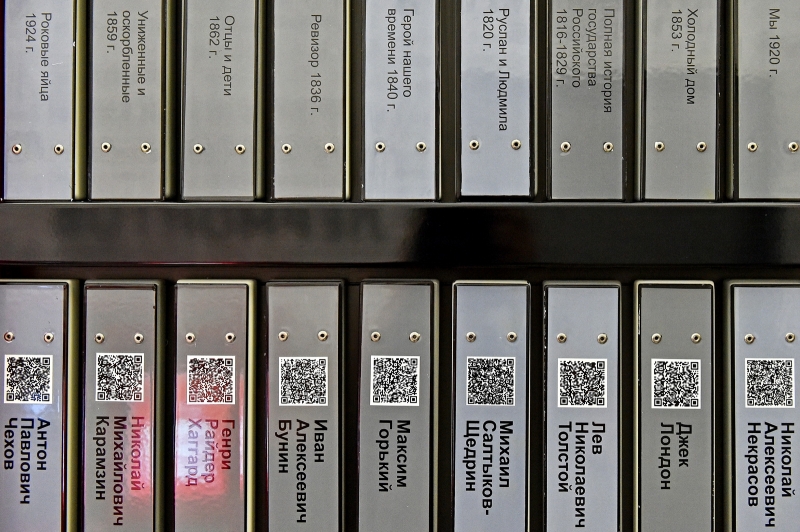 Роковые яйца
1924 г.
Униженные и
оскорбленные
1859 г.
Отцы и дети
1862 г.
Ревизор 1836 г.
Герой нашего
времени 1840 г.
Руслан и Людмила
1820 г.
Полная история
государства
Российского
1816-1829 г.
Холодный дом
1853 г.
Мы 1920 г.
Антон
Павлович
Чехов
Николай
Михайлович
Карамзин
Генри
Райдер
Хаггард
Иван
Алексеевич
Бунин
Максим
Горький
Михаил
Салтыков-
Щедрин
Лев
Николаевич
Толстой
Джек
Лондон
Николай
Алексеевич
Некрасов